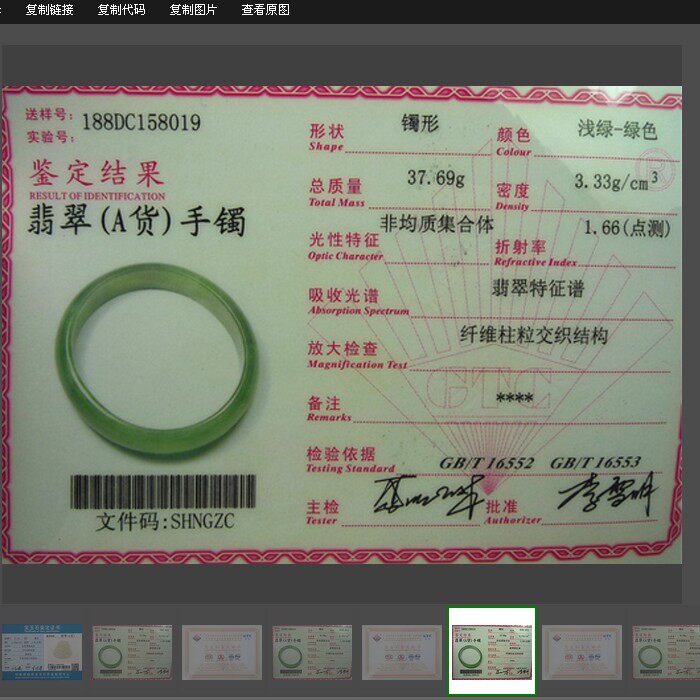 复制链接 复制代码 复制图片 查看原图
送样号: 188DC158019
实验号:
鉴定结果
RESULT OF IDENTIFICATION
翡翠(A货)手镯
文件码:SHNGZC
形状 镯形
Shape
颜色 浅绿-绿色
Colour
总质量 37.69g
Total Mass
密度 3.33g/cm³
Density
光性特征 非均质集合体
Optic Character
折射率 1.66(点测)
Refractive Index
吸收光谱 翡翠特征谱
Absorption Spectrum
放大检查 纤维柱粒交织结构
Magnification Test
GTC
备注 ****
Remarks
检验依据 GB/T 16552 GB/T 16553
Testing Standard
主检
Tester
批准
Authorizer